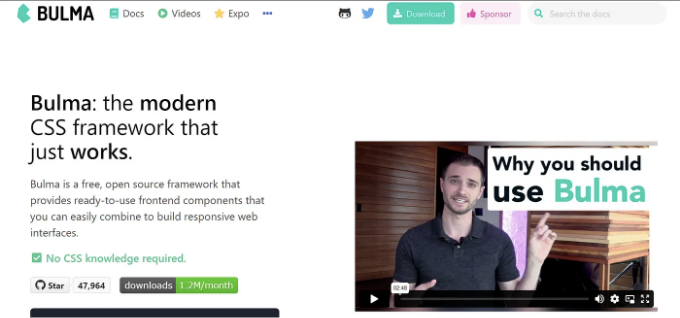 BULMA Docs Videos Expo Download Sponsor Search the docs
Bulma: the modern
CSS framework that
just works.
Bulma is a free, open source framework that
provides ready-to-use frontend components that
you can easily combine to build responsive web
interfaces.
No CSS knowledge required.
Star 47,964 downloads 1.2M/month
Why you should
use Bulma
02:48